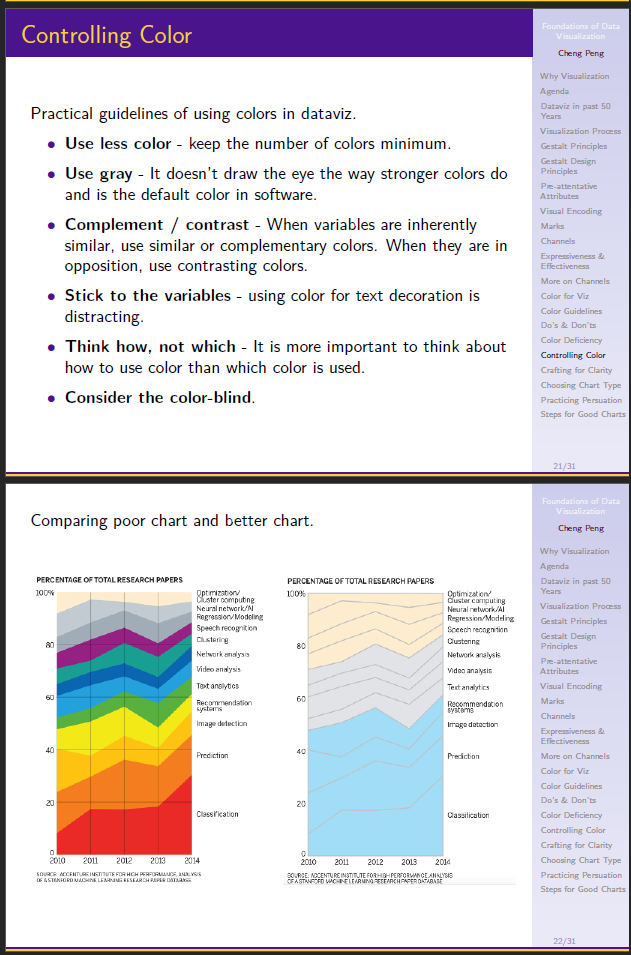 Controlling Color
Practical guidelines of using colors in dataviz.
• Use less color - keep the number of colors minimum.
• Use gray - It doesn't draw the eye the way stronger colors do
and is the default color in software.
• Complement / contrast - When variables are inherently
similar, use similar or complementary colors. When they are in
opposition, use contrasting colors.
• Stick to the variables - using color for text decoration is
distracting.
• Think how, not which - It is more important to think about
how to use color than which color is used.
• Consider the color-blind.
Foundations of Data
Visualization
Cheng Peng
Why Visualization
Agenda
Dataviz in past 50
Years
Visualization Process
Gestalt Principles
Gestalt Design
Principles
Pre-attentative
Attributes
Visual Encoding
Marks
Channels
Expressiveness &
Effectiveness
More on Channels
Color for Viz
Color Guidelines
Do's & Don'ts
Color Deficiency
Controlling Color
Crafting for Clarity
Choosing Chart Type
Practicing Persuation
Steps for Good Charts
21/31
Comparing poor chart and better chart.
PERCENTAGE OF TOTAL RESEARCH PAPERS
100%
80
60
40
20
0
2010 2011 2012 2013 2014
Optimization/
Cluster computing
Neural network/AI
Regression/Modeling
Speech recognition
Clustering
Network analysis
Video analysis
Text analytics
Recommendation
systems
Image detection
Prediction
Classification
SOURCE: ACCENTURE INSTITUTE FOR HIGH PERFORMANCE, ANALYSIS
OF A STANFORD MACHINE LEARNING RESEARCH PAPER DATABASE.
PERCENTAGE OF TOTAL RESEARCH PAPERS
100%
80
60
40
20
0
2010 2011 2012 2013 2014
Optimization/
Cluster computing
Neural network/AI
Regression/Modeling
Speech recognition
Clustering
Network analysis
Video analysis
Text analytics
Recommendation
systems
Image detection
Prediction
Classification
SOURCE: ACCENTURE INSTITUTE FOR HIGH PERFORMANCE, ANALYSIS
OF A STANFORD MACHINE LEARNING RESEARCH PAPER DATABASE.
Foundations of Data
Visualization
Cheng Peng
Why Visualization
Agenda
Dataviz in past 50
Years
Visualization Process
Gestalt Principles
Gestalt Design
Principles
Pre-attentative
Attributes
Visual Encoding
Marks
Channels
Expressiveness &
Effectiveness
More on Channels
Color for Viz
Color Guidelines
Do's & Don'ts
Color Deficiency
Controlling Color
Crafting for Clarity
Choosing Chart Type
Practicing Persuation
Steps for Good Charts
22/31